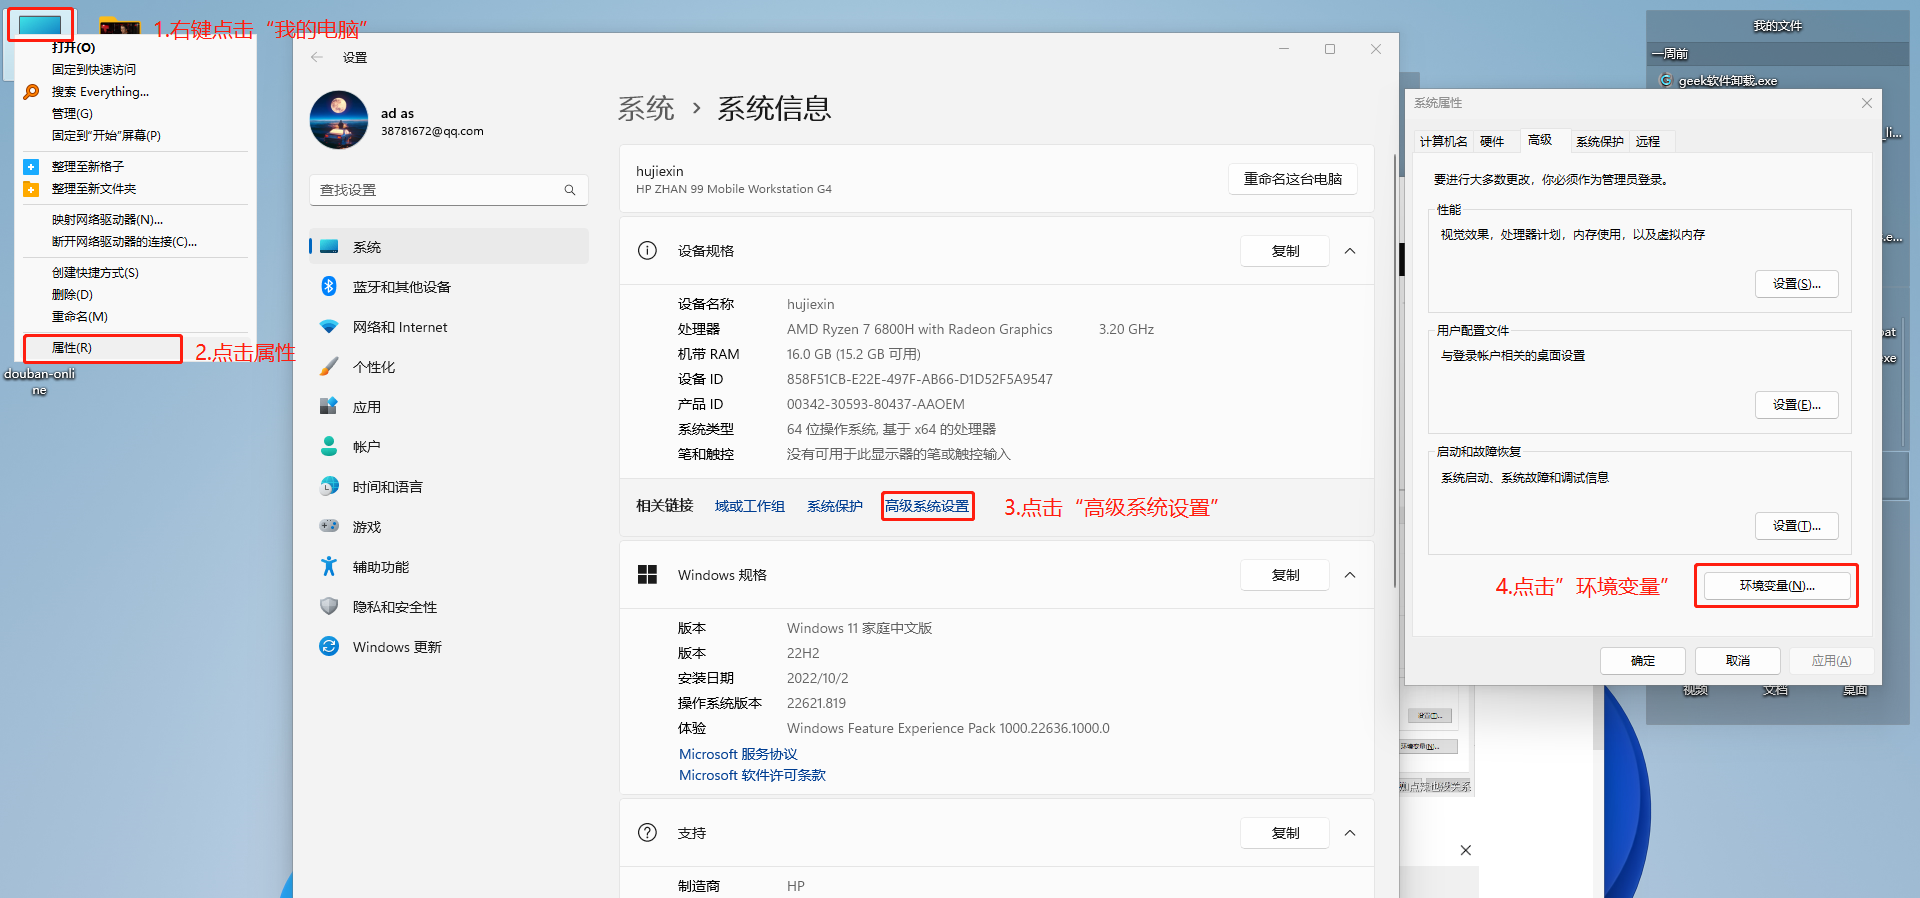 1.右键点击“我的电脑”
打开(O)
固定到快速访问
搜索 Everything...
管理(G)
固定到“开始”屏幕(P)
整理至新格子
整理至新文件夹
映射网络驱动器(N)...
断开网络驱动器的连接(C)...
创建快捷方式(S)
删除(D)
重命名(M)
属性(R)
2.点击属性
douban-onli
ne
设置
ad as
38781672@qq.com
查找设置
系统
蓝牙和其他设备
网络和 Internet
个性化
应用
帐户
时间和语言
游戏
辅助功能
隐私和安全性
Windows 更新
系统 › 系统信息
hujiexin
HP ZHAN 99 Mobile Workstation G4
重命名这台电脑
设备规格
复制
设备名称 hujiexin
处理器 AMD Ryzen 7 6800H with Radeon Graphics 3.20 GHz
机带 RAM 16.0 GB (15.2 GB 可用)
设备 ID 858F51CB-E22E-497F-AB66-D1D52F5A9547
产品 ID 00342-30593-80437-AAOEM
系统类型 64 位操作系统, 基于 x64 的处理器
笔和触控 没有可用于此显示器的笔或触控输入
相关链接 域或工作组 系统保护 高级系统设置
3.点击“高级系统设置”
Windows 规格
复制
版本 Windows 11 家庭中文版
版本 22H2
安装日期 2022/10/2
操作系统版本 22621.819
体验 Windows Feature Experience Pack 1000.22636.1000.0
Microsoft 服务协议
Microsoft 软件许可条款
支持
复制
制造商 HP
我的文件
一周前
geek软件卸载.exe
_li...
.e...
bat
exe
系统属性
计算机名 硬件 高级 系统保护 远程
要进行大多数更改，你必须作为管理员登录。
性能
视觉效果，处理器计划，内存使用，以及虚拟内存
设置(S)...
用户配置文件
与登录帐户相关的桌面设置
设置(E)...
启动和故障恢复
系统启动、系统故障和调试信息
设置(T)...
4.点击”环境变量”
环境变量(N)...
确定
取消
应用(A)
视频
文档
桌面
环境变量(N)...